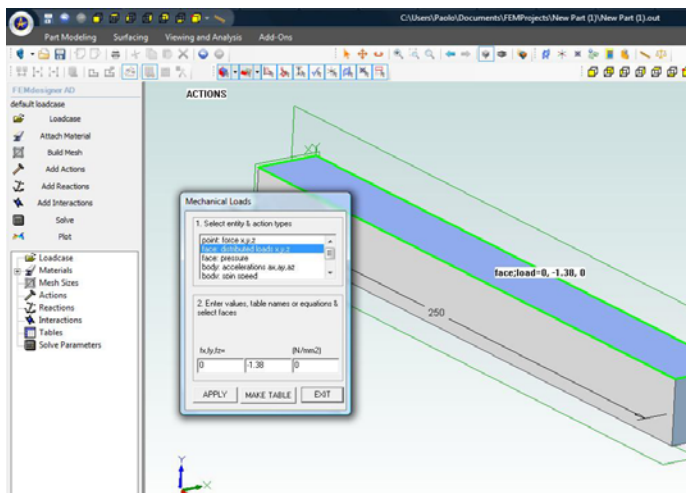 C:\Users\Paolo\Documents\FEMProjects\New Part (1)\New Part (1).out
Part Modeling Surfacing Viewing and Analysis Add-Ons
FEMdesigner AD
default loadcase
Loadcase
Attach Material
Build Mesh
Add Actions
Add Reactions
Add Interactions
Solve
Plot
Loadcase
Materials
Mesh Sizes
Actions
Reactions
Interactions
Tables
Solve Parameters
ACTIONS
XY
Mechanical Loads
1. Select entity & action types
point: force x,y,z
face: distributed loads x,y,z
face: pressure
body: accelerations ax,ay,az
body: spin speed
2. Enter values, table names or equations &
select faces
fx,fy,fz= (N/mm2)
0 -1.38 0
APPLY MAKE TABLE EXIT
face;load=0, -1.38, 0
250
Y
X